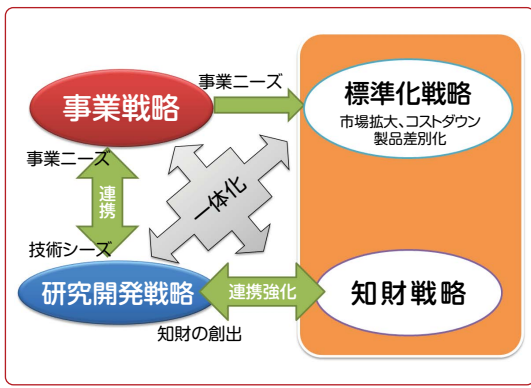 事業ニーズ
事業戦略
標準化戦略
市場拡大、コストダウン
製品差別化
事業ニーズ
連携
一体化
技術シーズ
研究開発戦略
連携強化
知財戦略
知財の創出